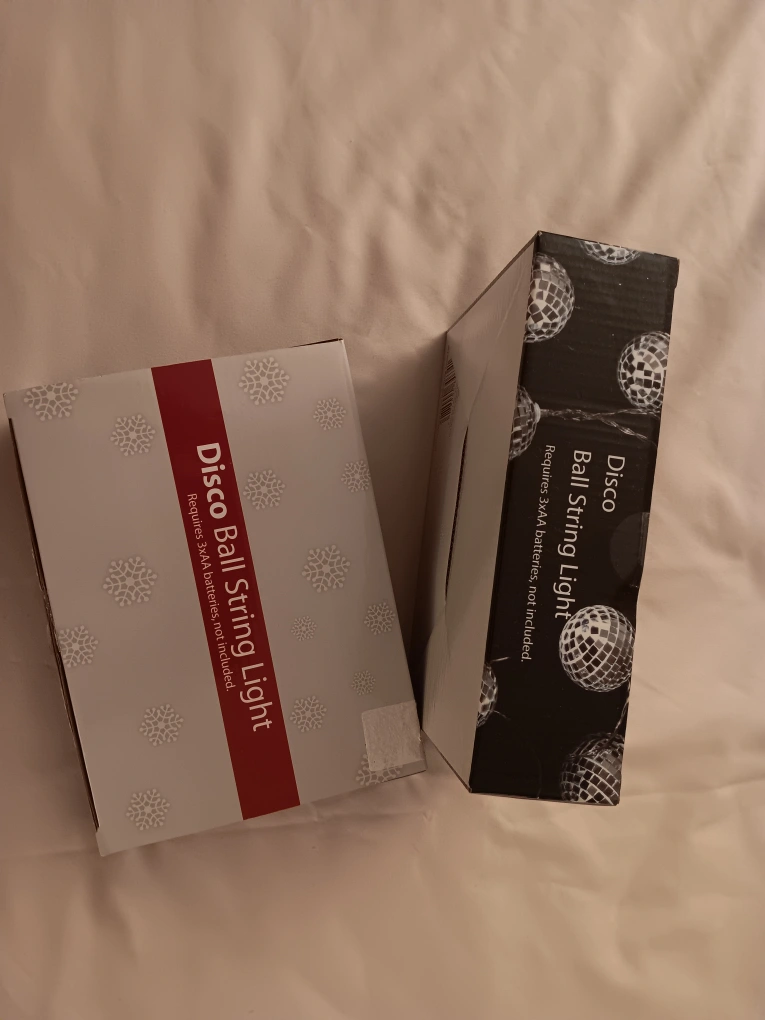 Disco Ball String Light
Requires 3xAA batteries, not included.
Disco
Ball String Light
Requires 3xAA batteries, not included.